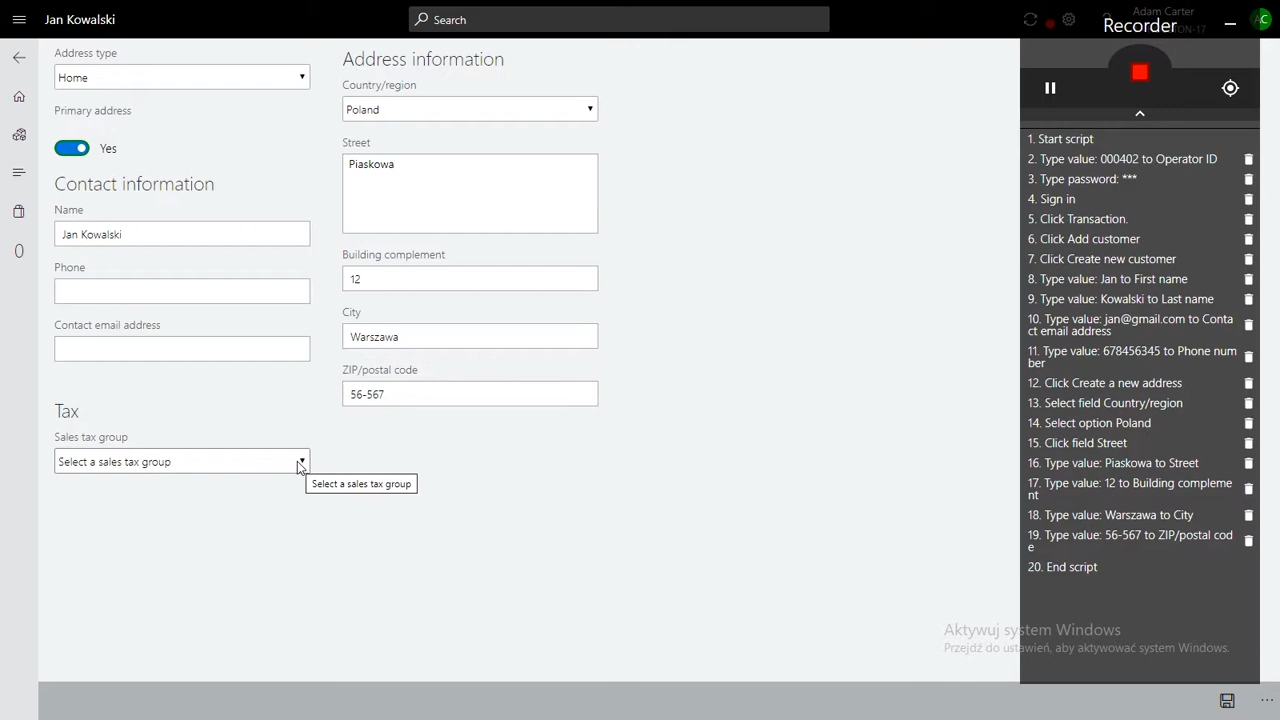 Jan Kowalski
Search
Adam Carter
Recorder
AC
Address type
Home
Primary address
Yes
Contact information
Name
Jan Kowalski
Phone
Contact email address
Tax
Sales tax group
Select a sales tax group
Select a sales tax group
Address information
Country/region
Poland
Street
Piaskowa
Building complement
12
City
Warszawa
ZIP/postal code
56-567
0
1. Start script
2. Type value: 000402 to Operator ID
3. Type password: ***
4. Sign in
5. Click Transaction.
6. Click Add customer
7. Click Create new customer
8. Type value: Jan to First name
9. Type value: Kowalski to Last name
10. Type value: jan@gmail.com to Conta
ct email address
11. Type value: 678456345 to Phone num
ber
12. Click Create a new address
13. Select field Country/region
14. Select option Poland
15. Click field Street
16. Type value: Piaskowa to Street
17. Type value: 12 to Building compleme
nt
18. Type value: Warszawa to City
19. Type value: 56-567 to ZIP/postal cod
e
20. End script
Aktywuj system Windows
Przejdź do ustawień, aby aktywować system Windows.